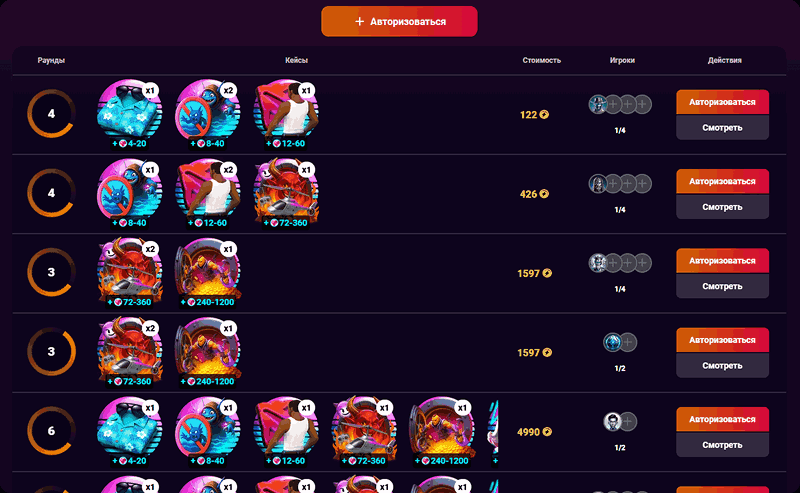 + Авторизоваться
Раунды Кейсы Стоимость Игроки Действия
4 x1 x2 x1 122 Авторизоваться
+ 4-20 + 8-40 + 12-60 1/4 Смотреть
4 x1 x2 x1 426 Авторизоваться
+ 8-40 + 12-60 + 72-360 1/4 Смотреть
3 x2 x1 1597 Авторизоваться
+ 72-360 + 240-1200 1/4 Смотреть
3 x2 x1 1597 Авторизоваться
+ 72-360 + 240-1200 1/2 Смотреть
6 x1 x1 x1 x1 x1 4990 Авторизоваться
+ 4-20 + 8-40 + 12-60 + 72-360 + 240-1200 + 1/2 Смотреть
x1 x1 x1 x1 x1